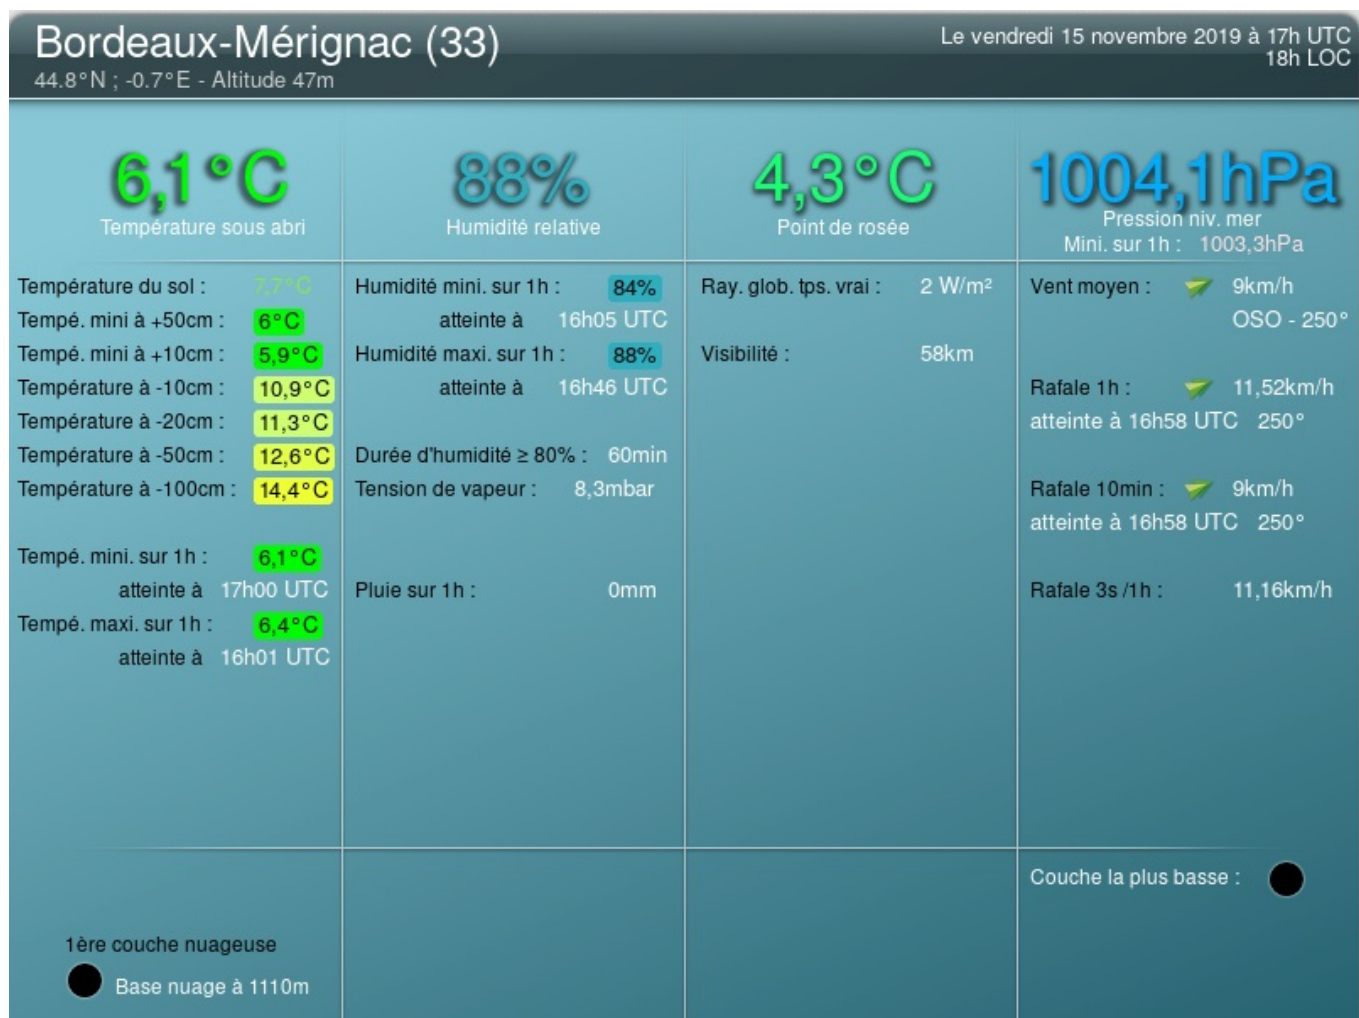 Bordeaux-Mérignac (33)
44.8°N ; -0.7°E - Altitude 47m
Le vendredi 15 novembre 2019 à 17h UTC
18h LOC
6,1°C
Température sous abri
88%
Humidité relative
4,3°C
Point de rosée
1004,1hPa
Pression niv. mer
Mini. sur 1h : 1003,3hPa
Température du sol : 7,7°C
Tempé. mini à +50cm : 6°C
Tempé. mini à +10cm : 5,9°C
Température à -10cm : 10,9°C
Température à -20cm : 11,3°C
Température à -50cm : 12,6°C
Température à -100cm : 14,4°C
Tempé. mini. sur 1h : 6,1°C
atteinte à 17h00 UTC
Tempé. maxi. sur 1h : 6,4°C
atteinte à 16h01 UTC
Humidité mini. sur 1h : 84%
atteinte à 16h05 UTC
Humidité maxi. sur 1h : 88%
atteinte à 16h46 UTC
Durée d'humidité ≥ 80% : 60min
Tension de vapeur : 8,3mbar
Pluie sur 1h : 0mm
Ray. glob. tps. vrai : 2 W/m²
Visibilité : 58km
Vent moyen : 9km/h
OSO - 250°
Rafale 1h : 11,52km/h
atteinte à 16h58 UTC 250°
Rafale 10min : 9km/h
atteinte à 16h58 UTC 250°
Rafale 3s /1h : 11,16km/h
Couche la plus basse :
1ère couche nuageuse
Base nuage à 1110m